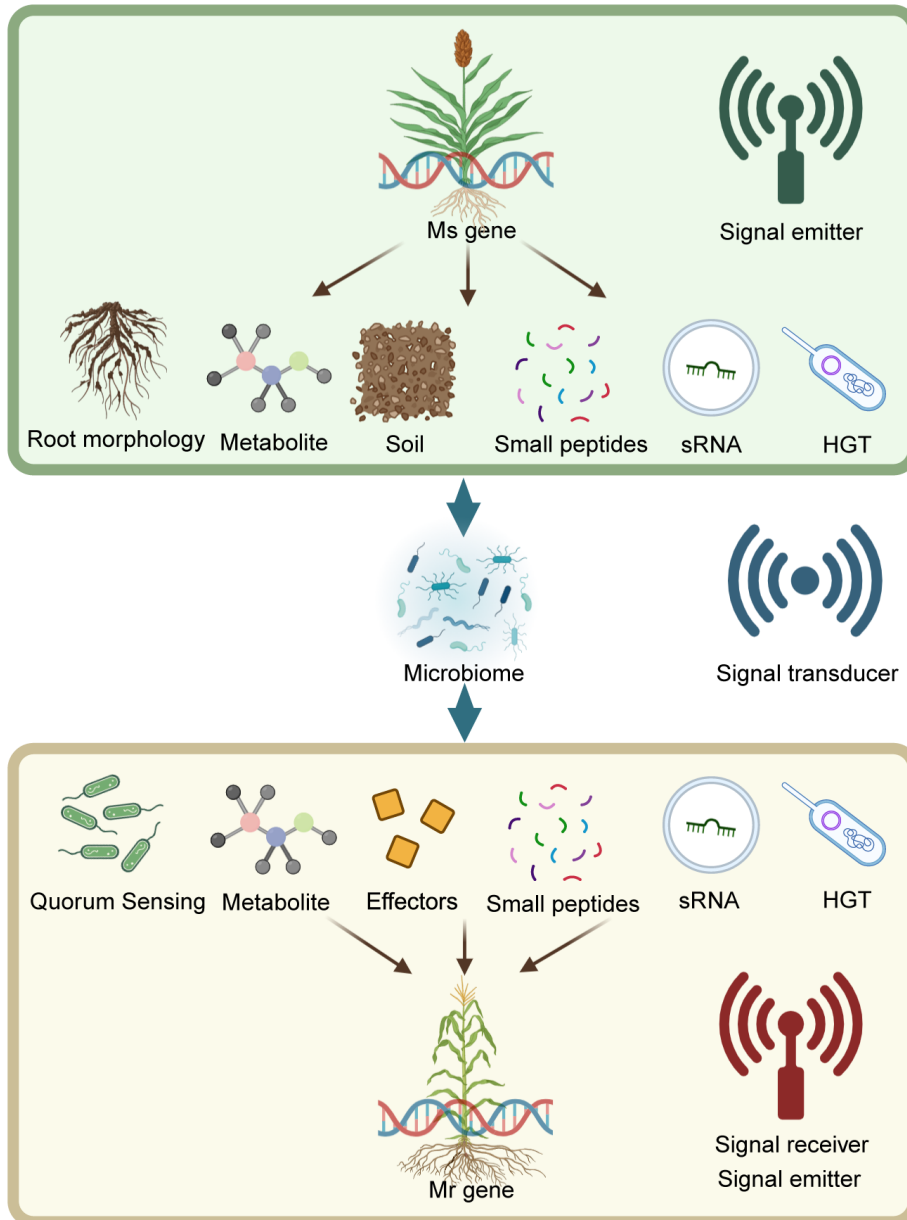 Ms gene
Signal emitter
Root morphology
Metabolite
Soil
Small peptides
sRNA
HGT
Microbiome
Signal transducer
Quorum Sensing
Metabolite
Effectors
Small peptides
sRNA
HGT
Mr gene
Signal receiver
Signal emitter